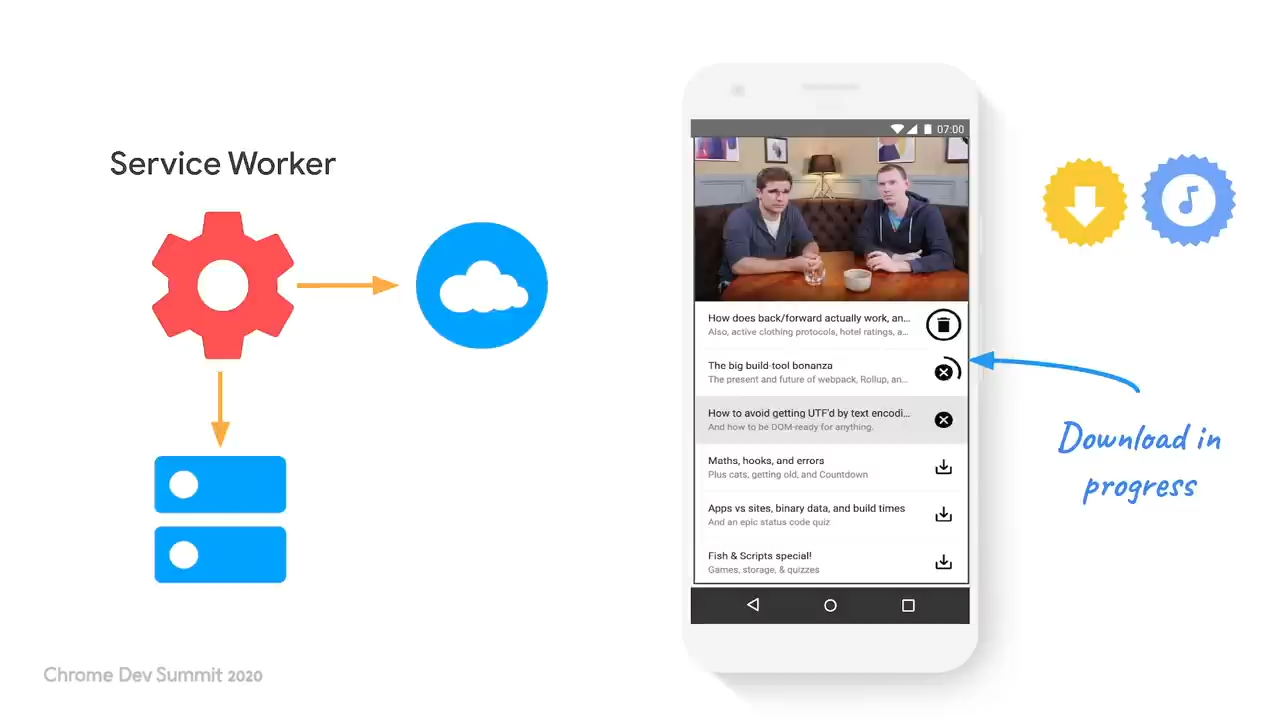 Service Worker
07:00
How does back/forward actually work, an...
Also, active clothing protocols, hotel ratings, a...
The big build-tool bonanza
The present and future of webpack, Rollup, an...
How to avoid getting UTF'd by text encodi...
And how to be DOM-ready for anything.
Maths, hooks, and errors
Plus cats, getting old, and Countdown
Apps vs sites, binary data, and build times
And an epic status code quiz
Fish & Scripts special!
Games, storage, & quizzes
Download in
progress
Chrome Dev Summit 2020